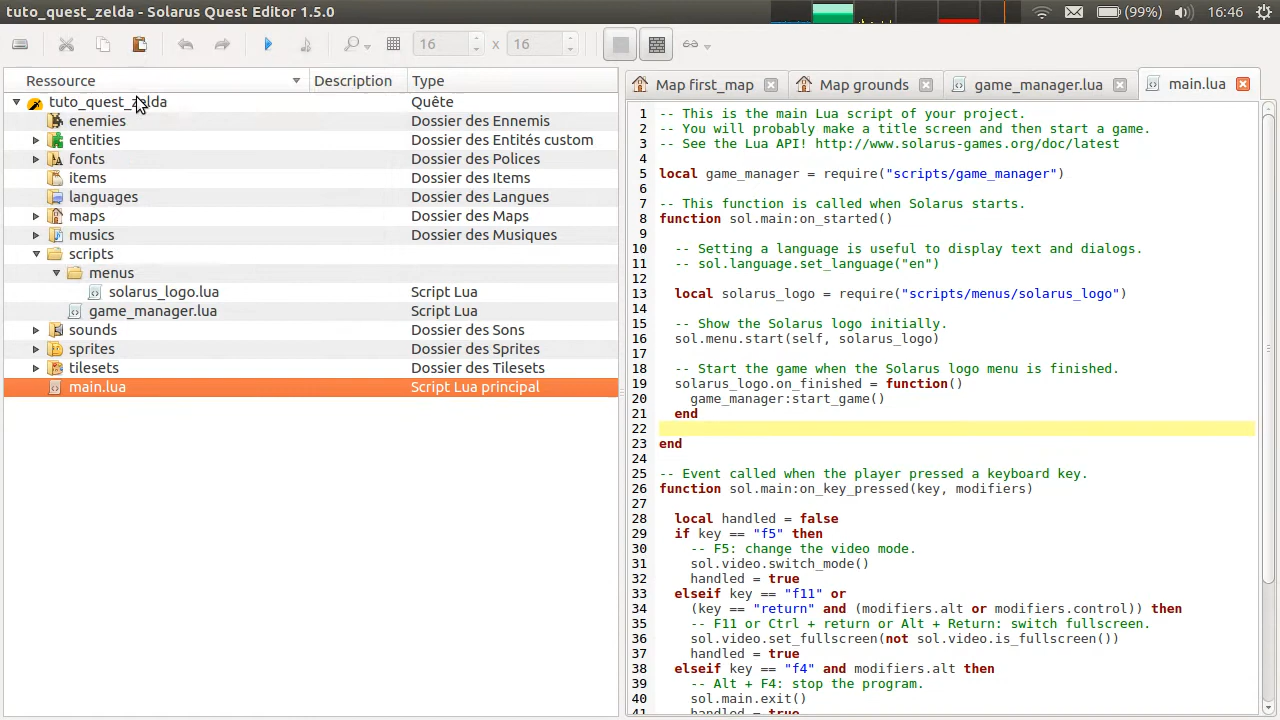 tuto_quest_zelda - Solarus Quest Editor 1.5.0
(99%)
16:46
16 x 16
Ressource Description Type
tuto_quest_zelda Quête
enemies Dossier des Ennemis
entities Dossier des Entités custom
fonts Dossier des Polices
items Dossier des Items
languages Dossier des Langues
maps Dossier des Maps
musics Dossier des Musiques
scripts
menus
solarus_logo.lua Script Lua
game_manager.lua Script Lua
sounds Dossier des Sons
sprites Dossier des Sprites
tilesets Dossier des Tilesets
main.lua Script Lua principal
Map first_map Map grounds game_manager.lua main.lua
1 -- This is the main Lua script of your project.
2 -- You will probably make a title screen and then start a game.
3 -- See the Lua API! http://www.solarus-games.org/doc/latest
4
5 local game_manager = require("scripts/game_manager")
6
7 -- This function is called when Solarus starts.
8 function sol.main:on_started()
9
10 -- Setting a language is useful to display text and dialogs.
11 -- sol.language.set_language("en")
12
13 local solarus_logo = require("scripts/menus/solarus_logo")
14
15 -- Show the Solarus logo initially.
16 sol.menu.start(self, solarus_logo)
17
18 -- Start the game when the Solarus logo menu is finished.
19 solarus_logo.on_finished = function()
20 game_manager:start_game()
21 end
22
23 end
24
25 -- Event called when the player pressed a keyboard key.
26 function sol.main:on_key_pressed(key, modifiers)
27
28 local handled = false
29 if key == "f5" then
30 -- F5: change the video mode.
31 sol.video.switch_mode()
32 handled = true
33 elseif key == "f11" or
34 (key == "return" and (modifiers.alt or modifiers.control)) then
35 -- F11 or Ctrl + return or Alt + Return: switch fullscreen.
36 sol.video.set_fullscreen(not sol.video.is_fullscreen())
37 handled = true
38 elseif key == "f4" and modifiers.alt then
39 -- Alt + F4: stop the program.
40 sol.main.exit()
41 handled = true